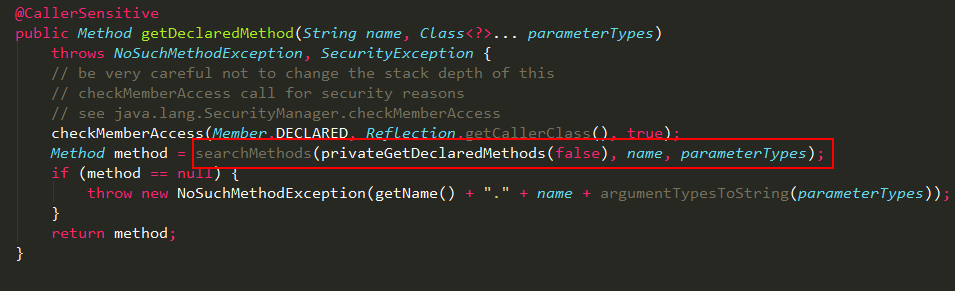 @CallerSensitive
public Method getDeclaredMethod(String name, Class<?>... parameterTypes)
    throws NoSuchMethodException, SecurityException {
    // be very careful not to change the stack depth of this
    // checkMemberAccess call for security reasons
    // see java.lang.SecurityManager.checkMemberAccess
    checkMemberAccess(Member.DECLARED, Reflection.getCallerClass(), true);
    Method method = searchMethods(privateGetDeclaredMethods(false), name, parameterTypes);
    if (method == null) {
        throw new NoSuchMethodException(getName() + "." + name + argumentTypesToString(parameterTypes));
    }
    return method;
}